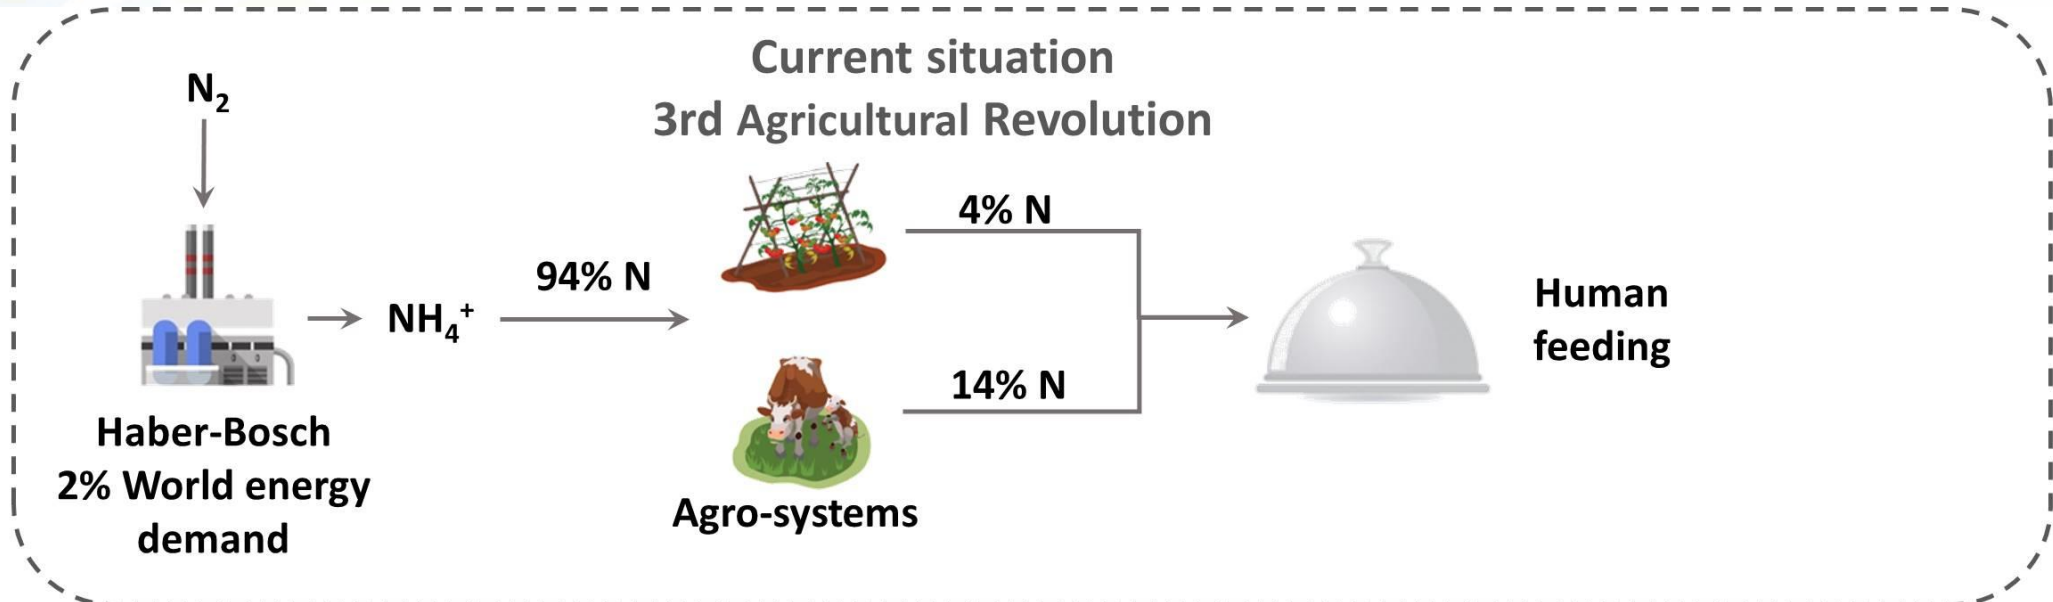 Current situation
3rd Agricultural Revolution
N₂
Haber-Bosch
2% World energy
demand
NH₄⁺
94% N
4% N
14% N
Agro-systems
Human
feeding